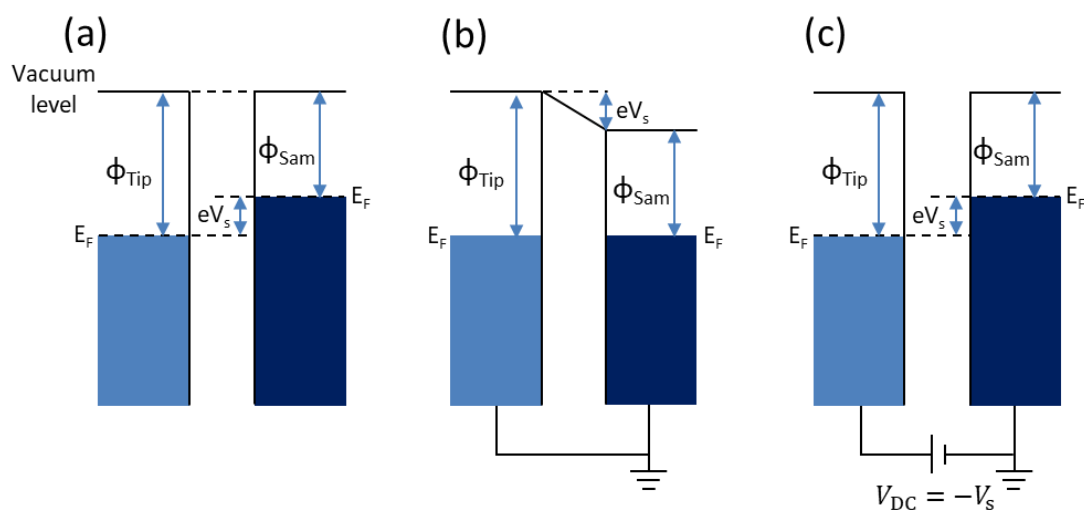 (a)
Vacuum
level
ϕTip
ϕSam
eVs
EF
EF
(b)
ϕTip
eVs
ϕSam
EF
EF
(c)
ϕTip
ϕSam
eVs
EF
EF
VDC = −Vs